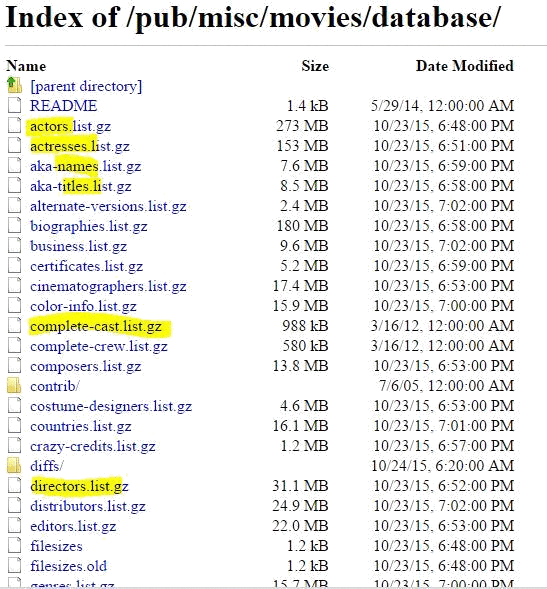 Index of /pub/misc/movies/database/
Name Size Date Modified
[parent directory]
README 1.4 kB 5/29/14, 12:00:00 AM
actors.list.gz 273 MB 10/23/15, 6:48:00 PM
actresses.list.gz 153 MB 10/23/15, 6:51:00 PM
aka-names.list.gz 7.6 MB 10/23/15, 6:59:00 PM
aka-titles.list.gz 8.5 MB 10/23/15, 6:58:00 PM
alternate-versions.list.gz 2.4 MB 10/23/15, 7:02:00 PM
biographies.list.gz 180 MB 10/23/15, 6:58:00 PM
business.list.gz 9.6 MB 10/23/15, 7:02:00 PM
certificates.list.gz 5.2 MB 10/23/15, 6:59:00 PM
cinematographers.list.gz 17.4 MB 10/23/15, 6:53:00 PM
color-info.list.gz 15.9 MB 10/23/15, 7:00:00 PM
complete-cast.list.gz 988 kB 3/16/12, 12:00:00 AM
complete-crew.list.gz 580 kB 3/16/12, 12:00:00 AM
composers.list.gz 13.8 MB 10/23/15, 6:53:00 PM
contrib/ 7/6/05, 12:00:00 AM
costume-designers.list.gz 4.6 MB 10/23/15, 6:53:00 PM
countries.list.gz 16.1 MB 10/23/15, 7:01:00 PM
crazy-credits.list.gz 1.2 MB 10/23/15, 6:57:00 PM
diffs/ 10/24/15, 6:20:00 AM
directors.list.gz 31.1 MB 10/23/15, 6:52:00 PM
distributors.list.gz 24.9 MB 10/23/15, 7:02:00 PM
editors.list.gz 22.0 MB 10/23/15, 6:53:00 PM
filesizes 1.2 kB 10/23/15, 6:48:00 PM
filesizes.old 1.2 kB 10/23/15, 6:48:00 PM
genres.list.gz 15.7 MB 10/23/15, 7:00:00 PM